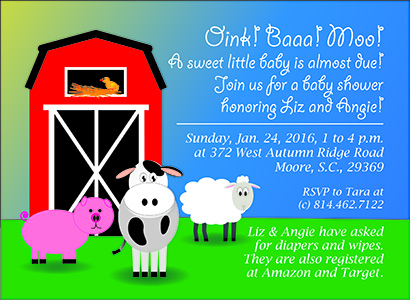 Oink! Baaa! Moo!
A sweet little baby is almost due!
Join us for a baby shower
honoring Liz and Angie!
Sunday, Jan. 24, 2016, 1 to 4 p.m.
at 372 West Autumn Ridge Road
Moore, S.C., 29369
RSVP to Tara at
(c) 814.462.7122
Liz & Angie have asked
for diapers and wipes.
They are also registered
at Amazon and Target.